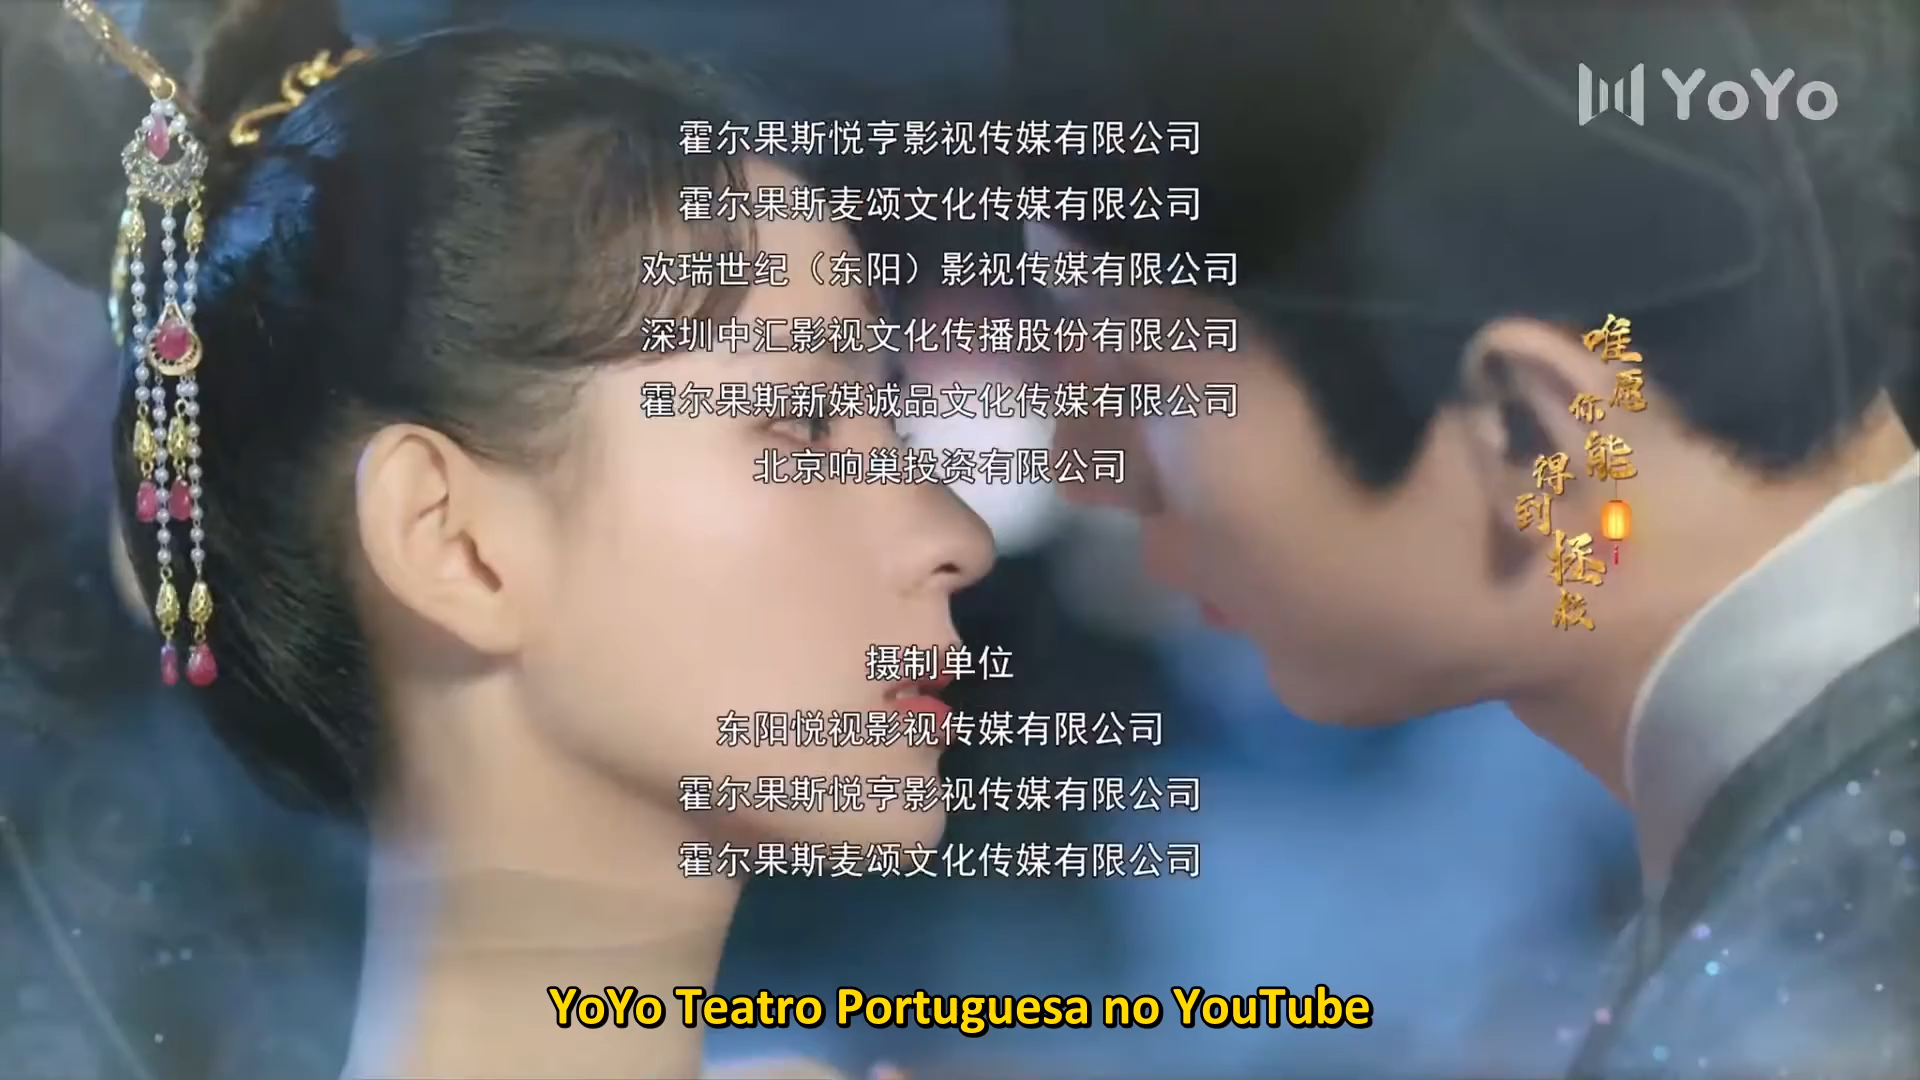 YoYo
霍尔果斯悦亨影视传媒有限公司
霍尔果斯麦颂文化传媒有限公司
欢瑞世纪（东阳）影视传媒有限公司
深圳中汇影视文化传播股份有限公司
霍尔果斯新媒诚品文化传媒有限公司
北京响巢投资有限公司
唯愿你能得到拯救
摄制单位
东阳悦视影视传媒有限公司
霍尔果斯悦亨影视传媒有限公司
霍尔果斯麦颂文化传媒有限公司
YoYo Teatro Portuguesa no YouTube